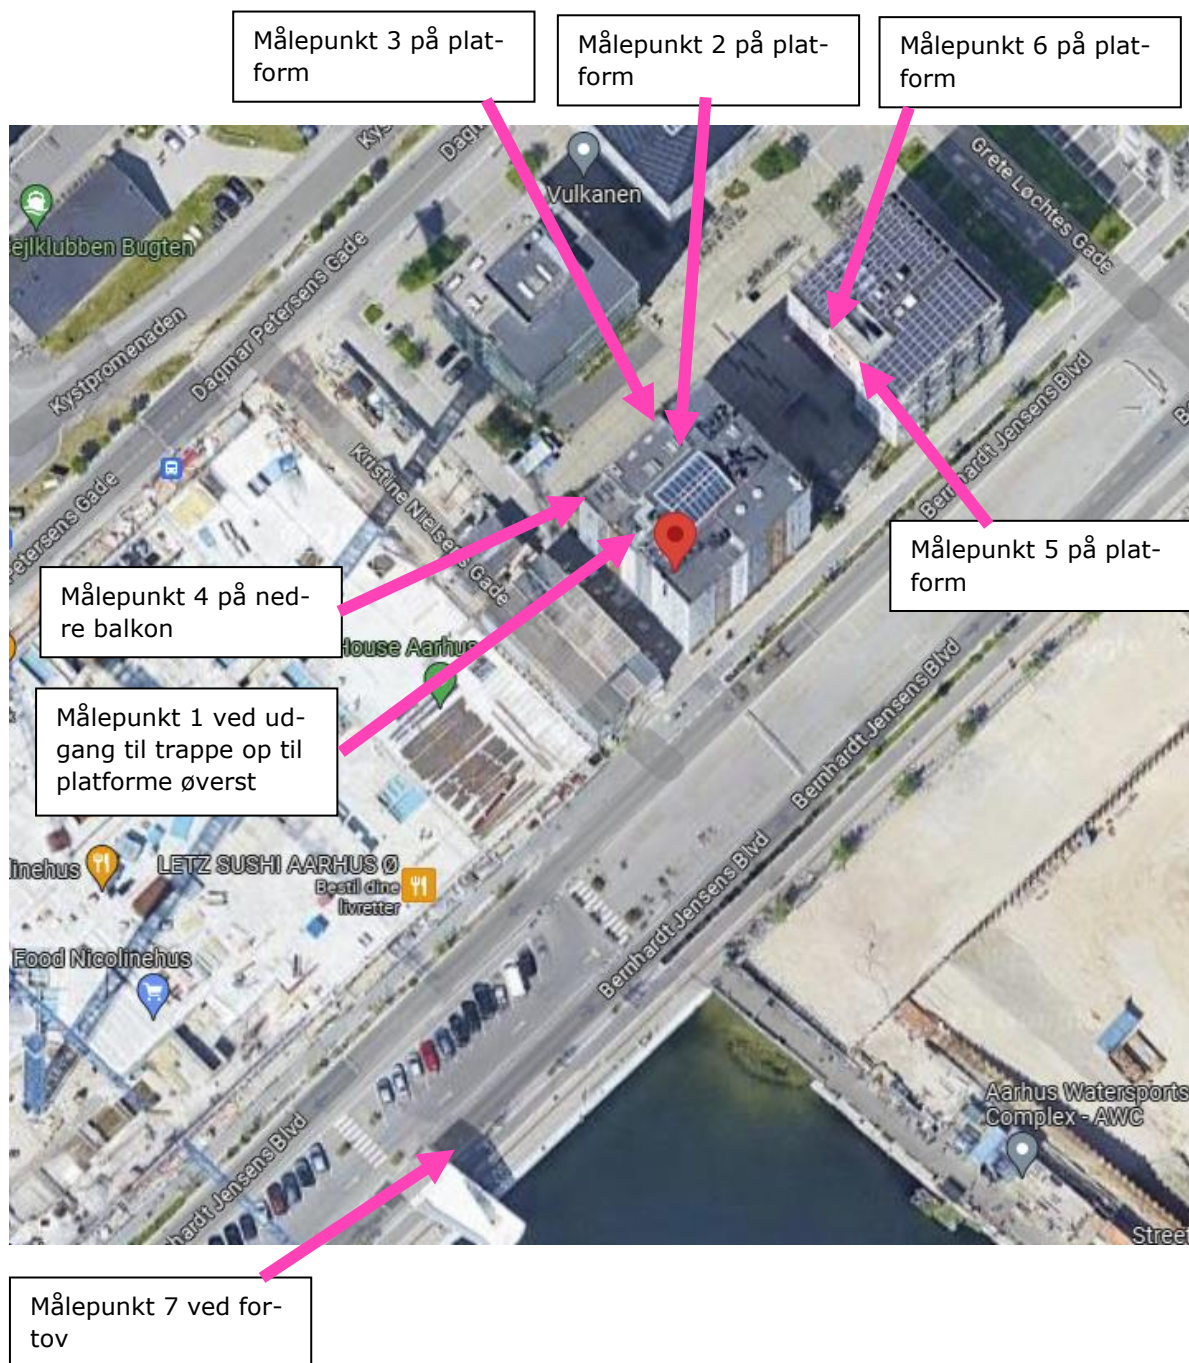 Målepunkt 3 på plat-
form
Målepunkt 2 på plat-
form
Målepunkt 6 på plat-
form
Vulkanen
Grete Løchtes Gade
ejlklubben Bugten
Dagmar Petersens Gade
Kystpromenaden
Bernhardt Jensens Blvd
Petersens Gade
Kristine Nielsens Gade
Målepunkt 5 på plat-
form
Målepunkt 4 på ned-
re balkon
House Aarhus
Målepunkt 1 ved ud-
gang til trappe op til
platforme øverst
Bernhardt Jensens Blvd
linehus
LETZ SUSHI AARHUS Ø
Bestil dine
livretter
Bernhardt Jensens Blvd
Food Nicolinehus
Aarhus Watersports
Complex - AWC
hardt Jensens Blvd
Street
Målepunkt 7 ved for-
tov